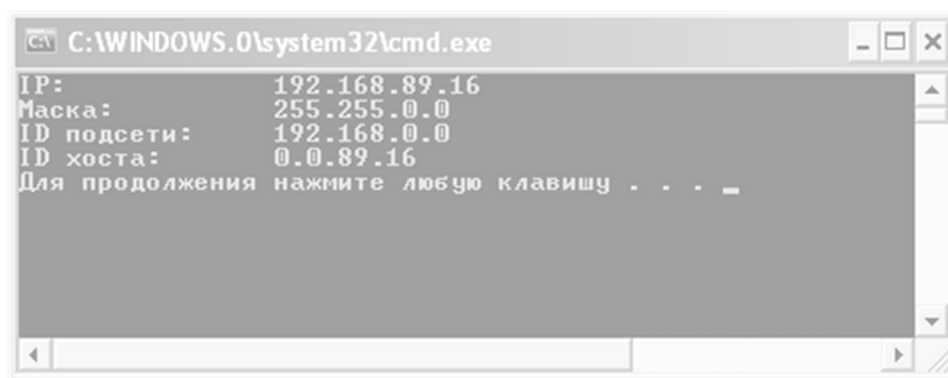 C:\WINDOWS.0\system32\cmd.exe
IP: 192.168.89.16
Маска: 255.255.0.0
ID подсети: 192.168.0.0
ID хоста: 0.0.89.16
Для продолжения нажмите любую клавишу . . . _